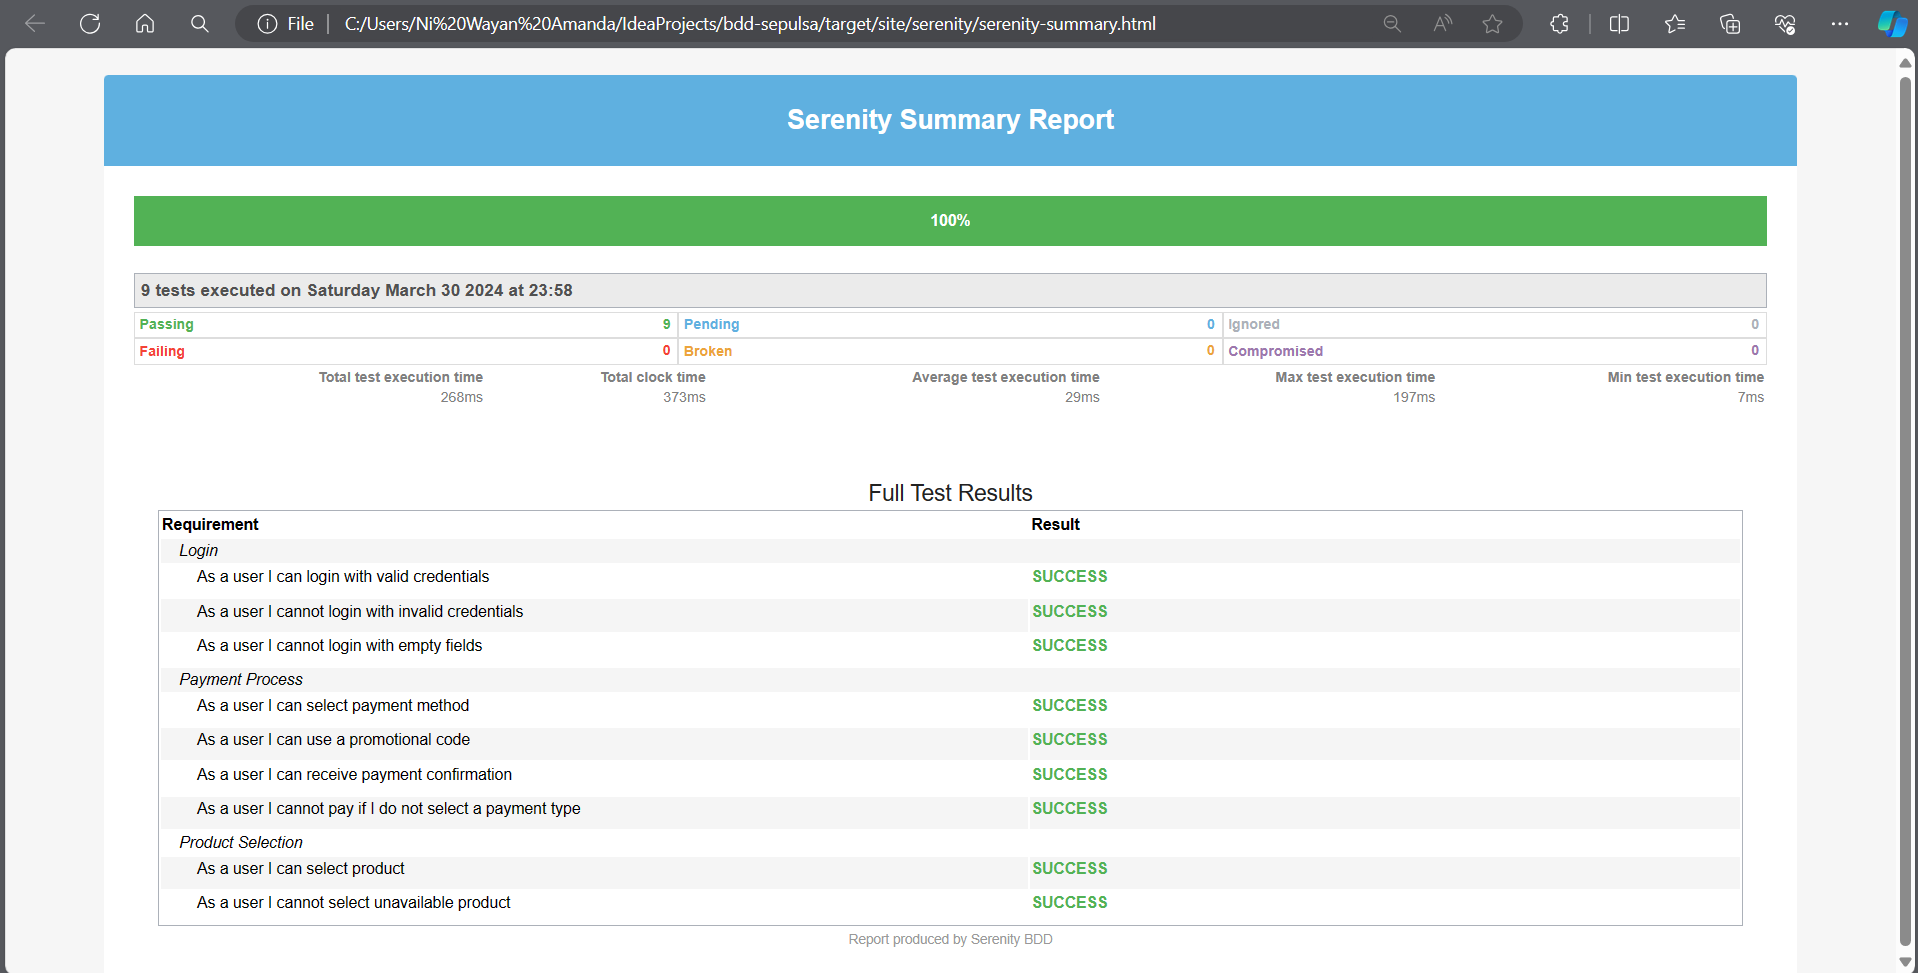 File C:/Users/Ni%20Wayan%20Amanda/IdeaProjects/bdd-sepulsa/target/site/serenity/serenity-summary.html
Serenity Summary Report
100%
9 tests executed on Saturday March 30 2024 at 23:58
Passing 9 Pending 0 Ignored 0
Failing 0 Broken 0 Compromised 0
Total test execution time Total clock time Average test execution time Max test execution time Min test execution time
268ms 373ms 29ms 197ms 7ms
Full Test Results
Requirement Result
Login
As a user I can login with valid credentials SUCCESS
As a user I cannot login with invalid credentials SUCCESS
As a user I cannot login with empty fields SUCCESS
Payment Process
As a user I can select payment method SUCCESS
As a user I can use a promotional code SUCCESS
As a user I can receive payment confirmation SUCCESS
As a user I cannot pay if I do not select a payment type SUCCESS
Product Selection
As a user I can select product SUCCESS
As a user I cannot select unavailable product SUCCESS
Report produced by Serenity BDD